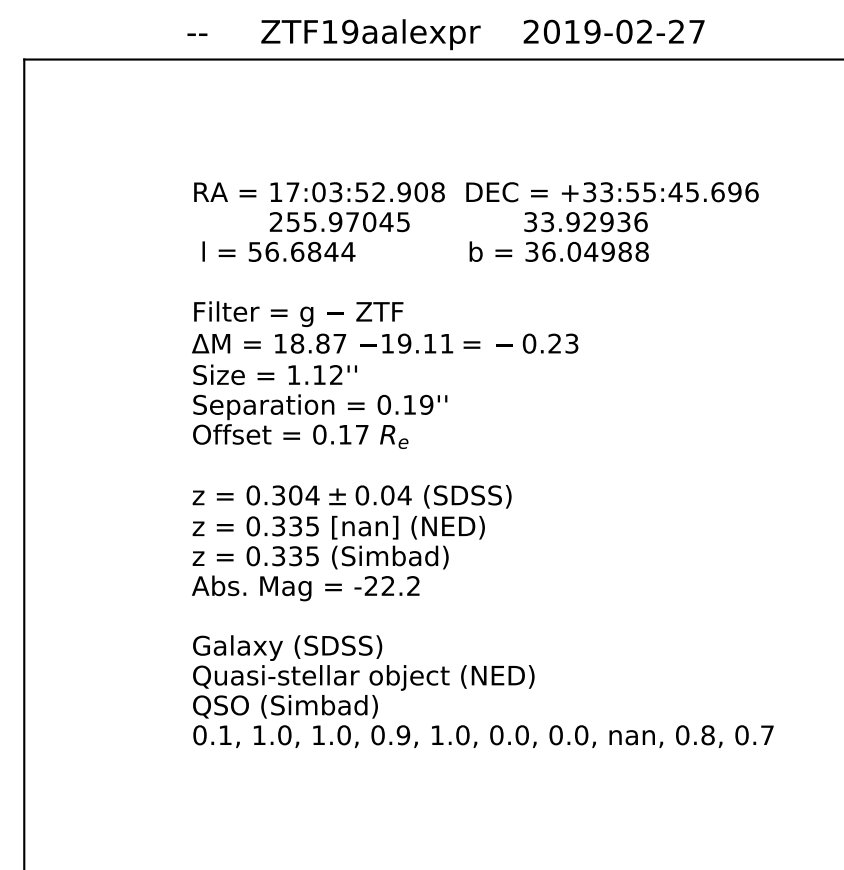 -- ZTF19aalexpr 2019-02-27
RA = 17:03:52.908 DEC = +33:55:45.696
255.97045 33.92936
l = 56.6844 b = 36.04988
Filter = g − ZTF
ΔM = 18.87 −19.11 = − 0.23
Size = 1.12''
Separation = 0.19''
Offset = 0.17 Rₑ
z = 0.304 ± 0.04 (SDSS)
z = 0.335 [nan] (NED)
z = 0.335 (Simbad)
Abs. Mag = -22.2
Galaxy (SDSS)
Quasi-stellar object (NED)
QSO (Simbad)
0.1, 1.0, 1.0, 0.9, 1.0, 0.0, 0.0, nan, 0.8, 0.7